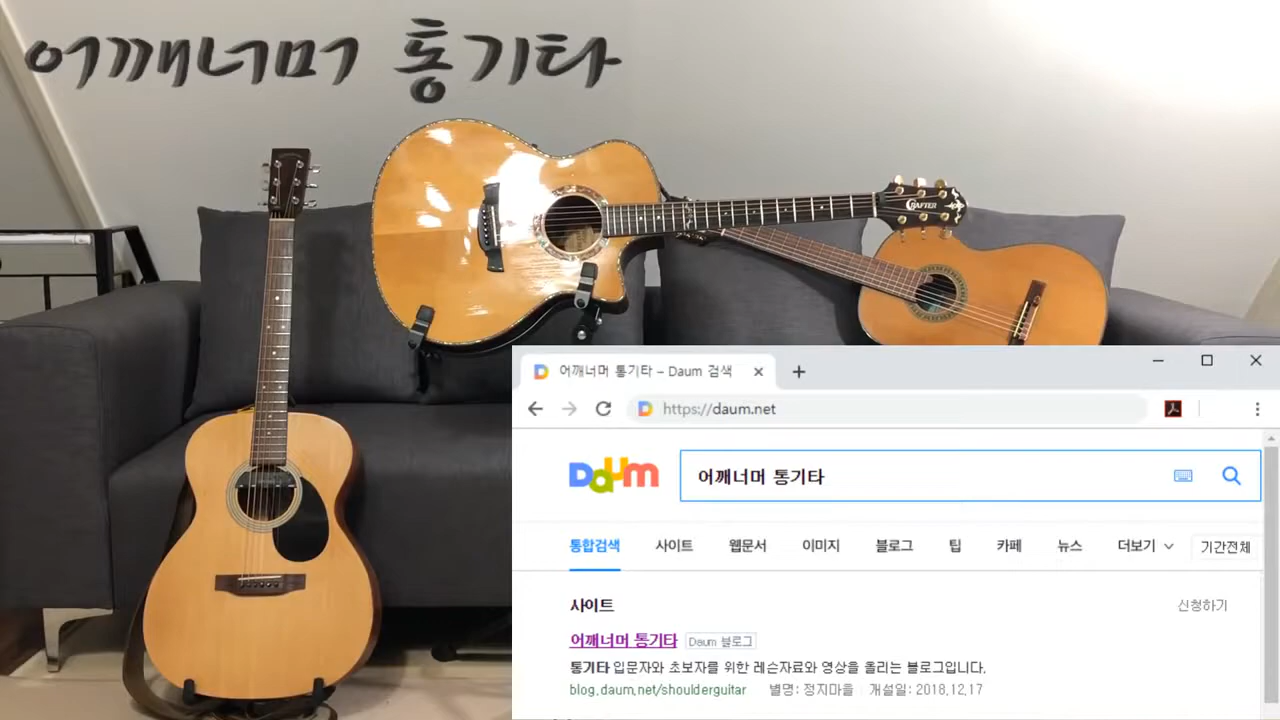 어깨너머 통기타
CRAFTER
어깨너머 통기타 – Daum 검색
https://daum.net
Daum
어깨너머 통기타
통합검색 사이트 웹문서 이미지 블로그 팁 카페 뉴스 더보기 기간전체
사이트 신청하기
어깨너머 통기타 Daum 블로그
통기타 입문자와 초보자를 위한 레슨자료와 영상을 올리는 블로그입니다.
blog.daum.net/shoulderguitar 별명: 정지마을 개설일: 2018.12.17